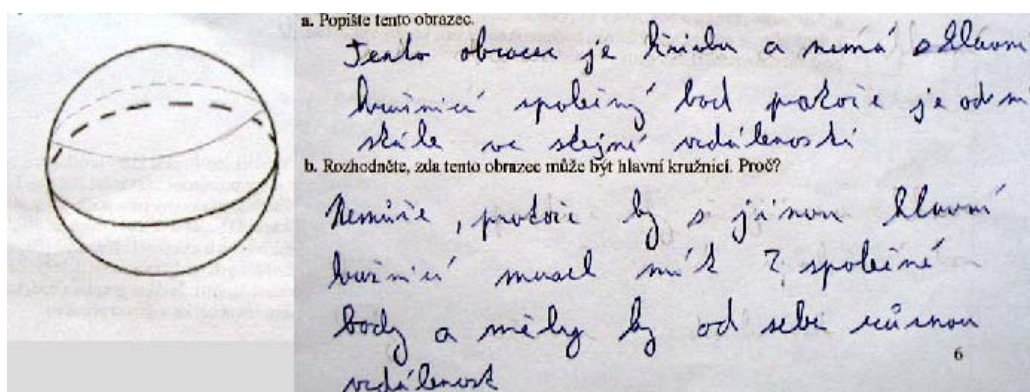 a. Popište tento obrazec.
Tento obrazec je kružnice a nemá s hlavní
kružnicí společný bod protože je od ní
stále ve stejné vzdálenosti
b. Rozhodněte, zda tento obrazec může být hlavní kružnicí. Proč?
Nemůže, protože by s jinou hlavní
kružnicí musel mít 2 společné
body a měly by od sebe různou
vzdálenost
6